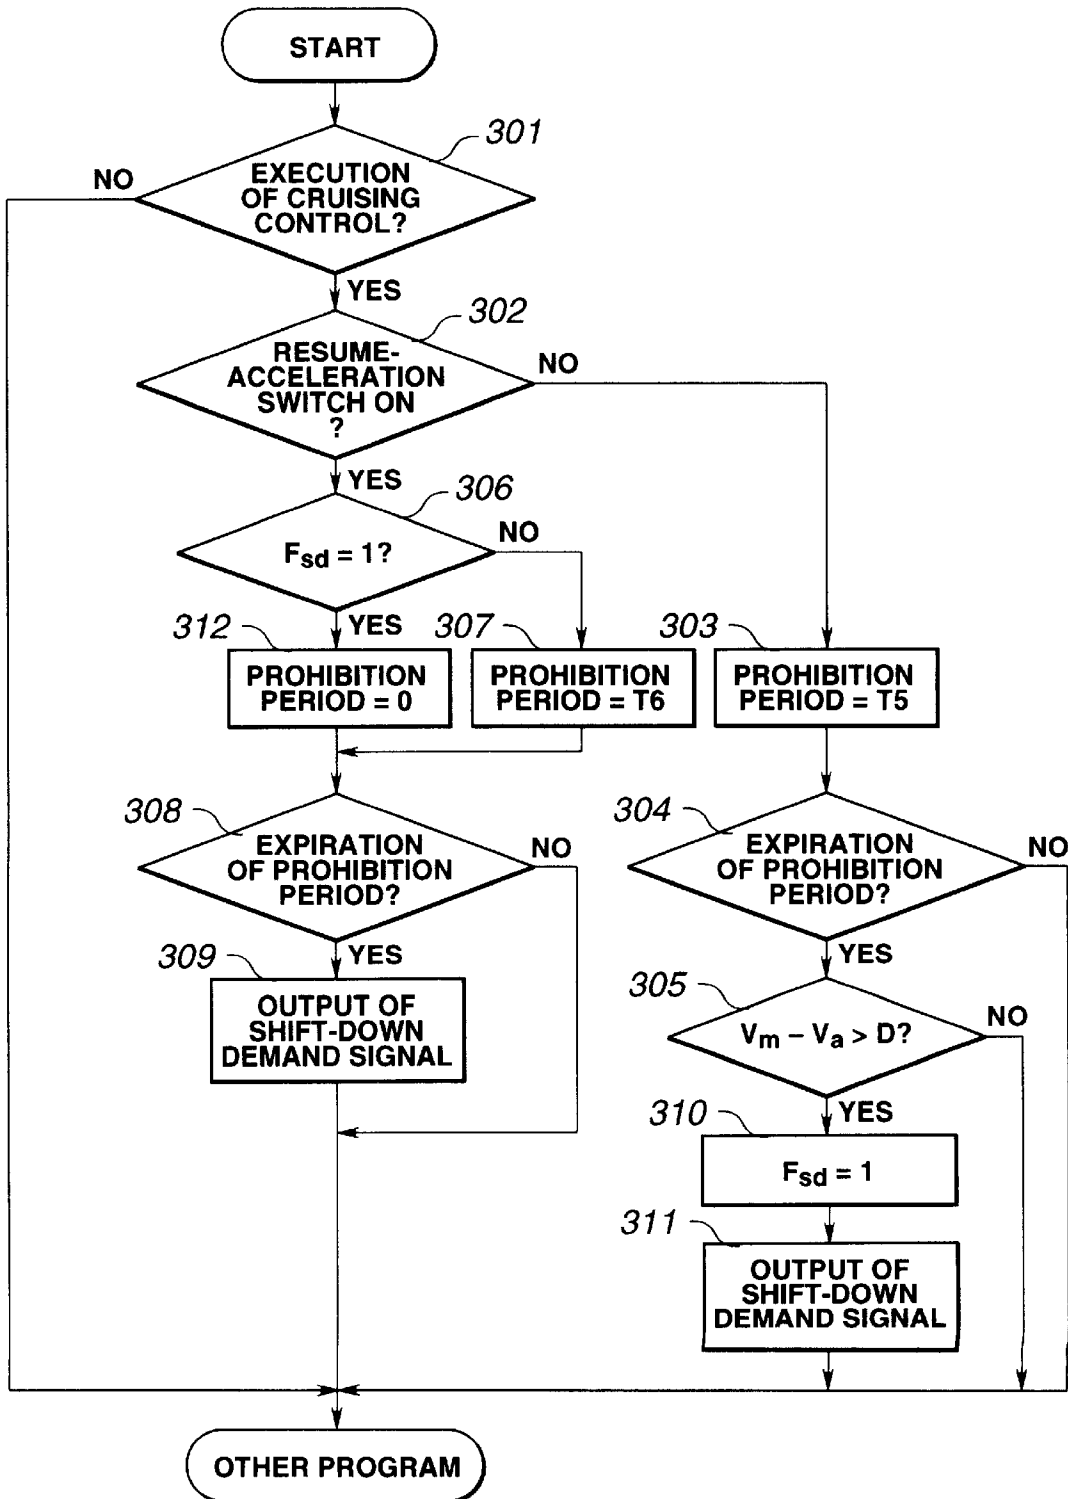 START
301
NO
EXECUTION
OF CRUISING
CONTROL?
YES
302
RESUME-
ACCELERATION
SWITCH ON
?
NO
YES
306
NO
Fsd = 1?
YES
312
307
303
PROHIBITION
PERIOD = 0
PROHIBITION
PERIOD = T6
PROHIBITION
PERIOD = T5
308
EXPIRATION
OF PROHIBITION
PERIOD?
NO
304
EXPIRATION
OF PROHIBITION
PERIOD?
NO
YES
309
OUTPUT OF
SHIFT-DOWN
DEMAND SIGNAL
YES
305
Vm – Va > D?
NO
YES
310
Fsd = 1
311
OUTPUT OF
SHIFT-DOWN
DEMAND SIGNAL
OTHER PROGRAM